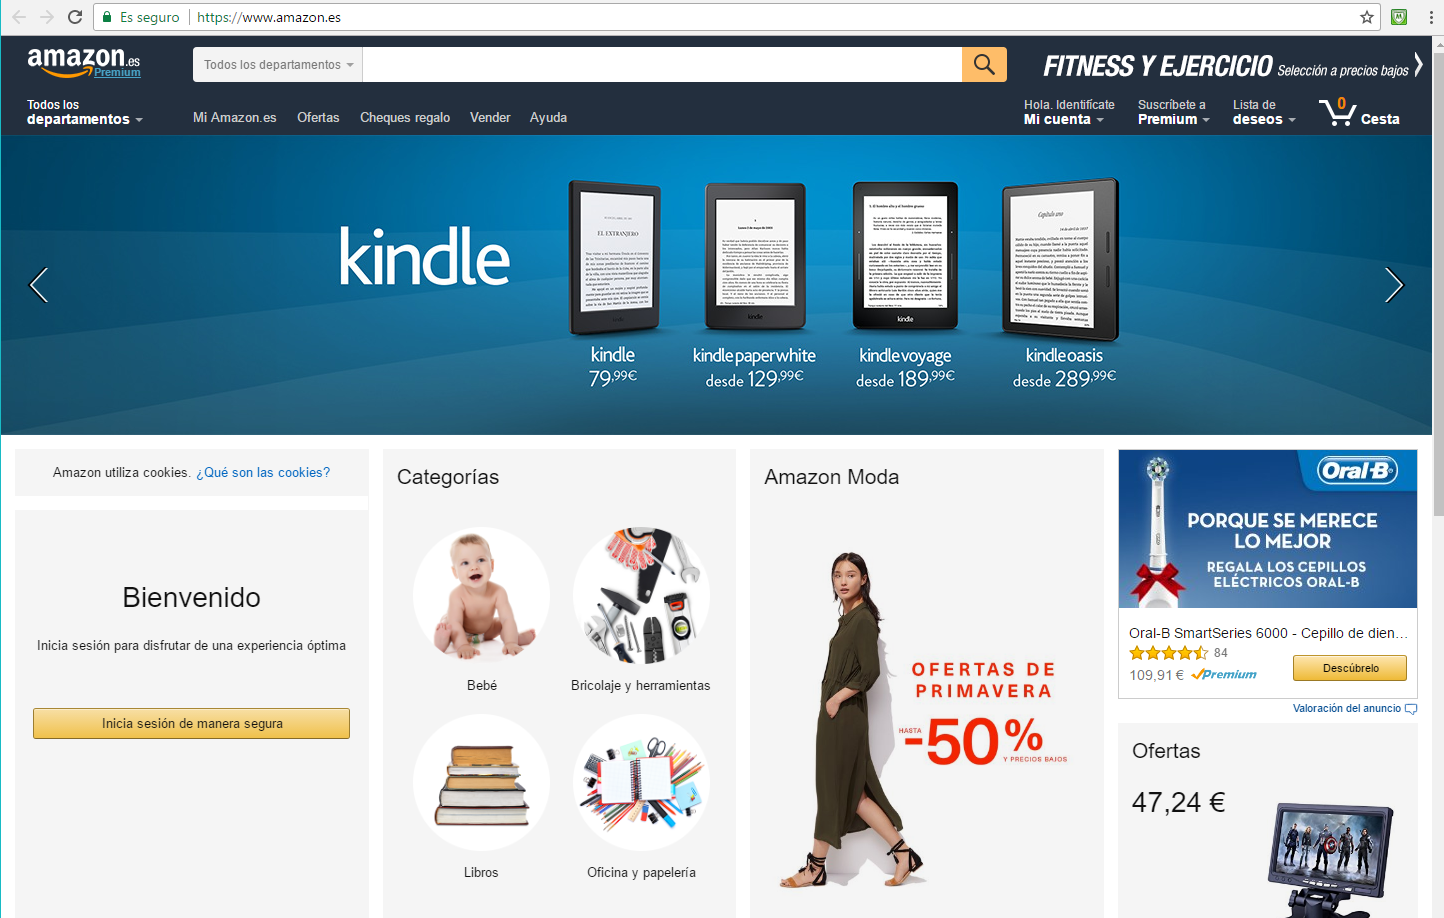 Es seguro
https://www.amazon.es
amazon.es
Premium
Todos los departamentos
FITNESS Y EJERCICIO Selección a precios bajos
Todos los
departamentos
Mi Amazon.es
Ofertas
Cheques regalo
Vender
Ayuda
Hola. Identifícate
Mi cuenta
Suscríbete a
Premium
Lista de
deseos
0
Cesta
kindle
EL EXTRANJERO
Capítulo uno
kindle
kindle
kindle
79,99€
kindle paperwhite
desde 129,99€
kindle voyage
desde 189,99€
kindle oasis
desde 289,99€
Amazon utiliza cookies. ¿Qué son las cookies?
Bienvenido
Inicia sesión para disfrutar de una experiencia óptima
Inicia sesión de manera segura
Categorías
Bebé
Bricolaje y herramientas
Libros
Oficina y papelería
Amazon Moda
OFERTAS DE
PRIMAVERA
HASTA
-50%
Y PRECIOS BAJOS
Oral-B
PORQUE SE MERECE
LO MEJOR
REGALA LOS CEPILLOS
ELÉCTRICOS ORAL-B
Oral-B SmartSeries 6000 - Cepillo de dien...
84
109,91 € Premium
Descúbrelo
Valoración del anuncio
Ofertas
47,24 €